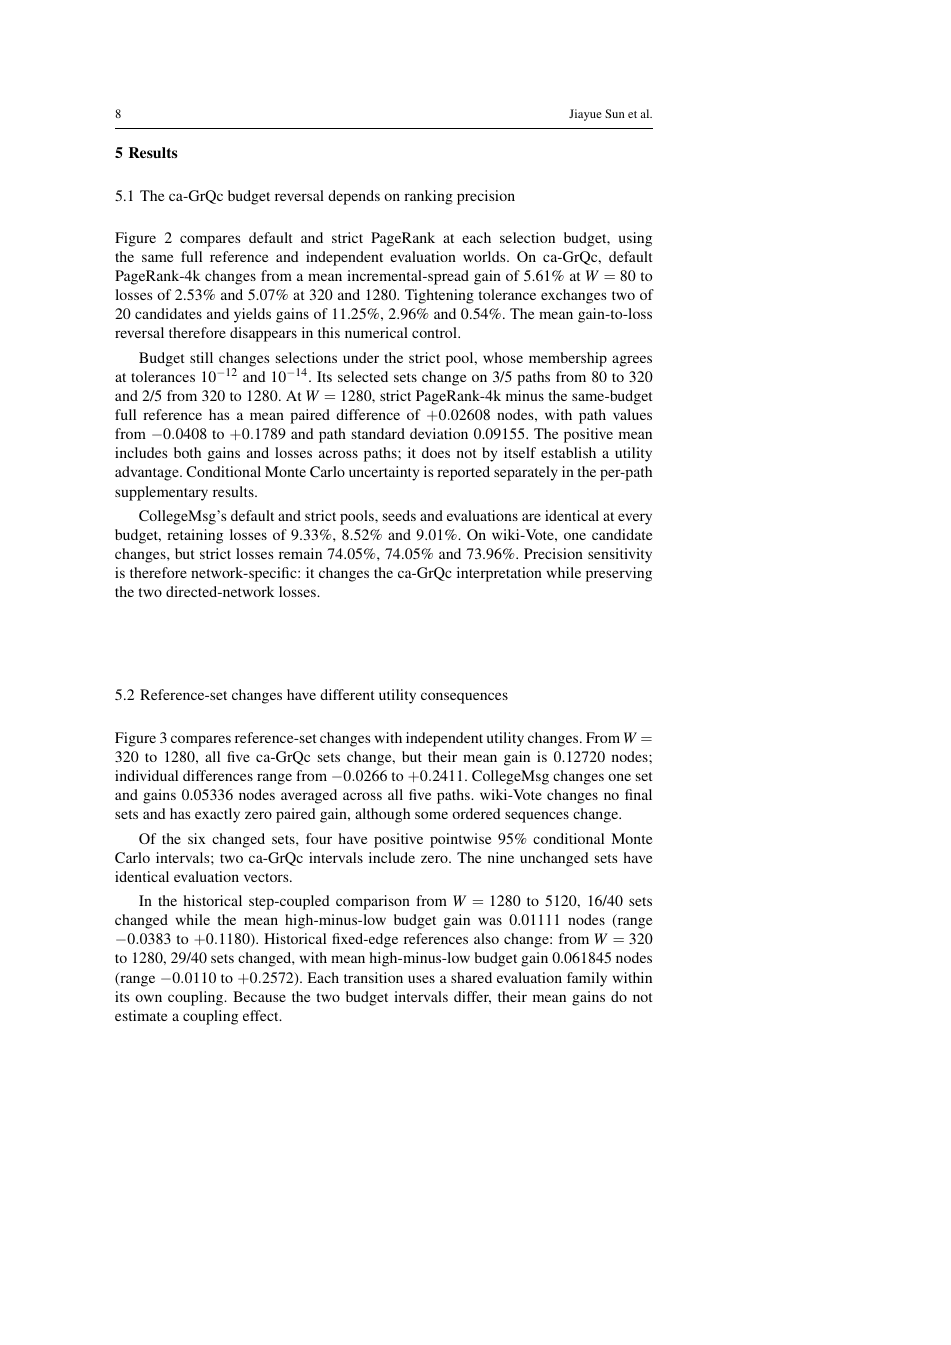 8
Jiayue Sun et al.
5 Results
5.1 The ca-GrQc budget reversal depends on ranking precision
Figure 2 compares default and strict PageRank at each selection budget, using
the same full reference and independent evaluation worlds. On ca-GrQc, default
PageRank-4k changes from a mean incremental-spread gain of 5.61% at W = 80 to
losses of 2.53% and 5.07% at 320 and 1280. Tightening tolerance exchanges two of
20 candidates and yields gains of 11.25%, 2.96% and 0.54%. The mean gain-to-loss
reversal therefore disappears in this numerical control.
Budget still changes selections under the strict pool, whose membership agrees
at tolerances 10⁻¹² and 10⁻¹⁴. Its selected sets change on 3/5 paths from 80 to 320
and 2/5 from 320 to 1280. At W = 1280, strict PageRank-4k minus the same-budget
full reference has a mean paired difference of +0.02608 nodes, with path values
from −0.0408 to +0.1789 and path standard deviation 0.09155. The positive mean
includes both gains and losses across paths; it does not by itself establish a utility
advantage. Conditional Monte Carlo uncertainty is reported separately in the per-path
supplementary results.
CollegeMsg's default and strict pools, seeds and evaluations are identical at every
budget, retaining losses of 9.33%, 8.52% and 9.01%. On wiki-Vote, one candidate
changes, but strict losses remain 74.05%, 74.05% and 73.96%. Precision sensitivity
is therefore network-specific: it changes the ca-GrQc interpretation while preserving
the two directed-network losses.
5.2 Reference-set changes have different utility consequences
Figure 3 compares reference-set changes with independent utility changes. From W =
320 to 1280, all five ca-GrQc sets change, but their mean gain is 0.12720 nodes;
individual differences range from −0.0266 to +0.2411. CollegeMsg changes one set
and gains 0.05336 nodes averaged across all five paths. wiki-Vote changes no final
sets and has exactly zero paired gain, although some ordered sequences change.
Of the six changed sets, four have positive pointwise 95% conditional Monte
Carlo intervals; two ca-GrQc intervals include zero. The nine unchanged sets have
identical evaluation vectors.
In the historical step-coupled comparison from W = 1280 to 5120, 16/40 sets
changed while the mean high-minus-low budget gain was 0.01111 nodes (range
−0.0383 to +0.1180). Historical fixed-edge references also change: from W = 320
to 1280, 29/40 sets changed, with mean high-minus-low budget gain 0.061845 nodes
(range −0.0110 to +0.2572). Each transition uses a shared evaluation family within
its own coupling. Because the two budget intervals differ, their mean gains do not
estimate a coupling effect.